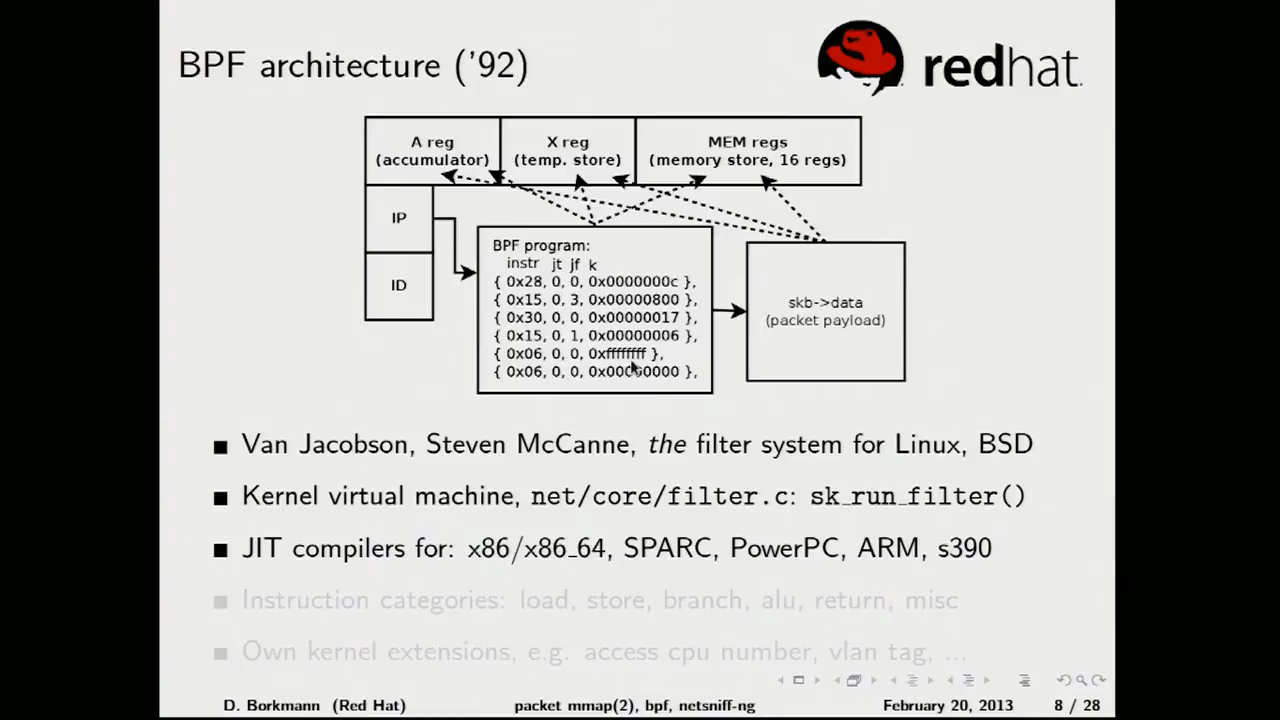 BPF architecture ('92)
redhat.
A reg
(accumulator)
X reg
(temp. store)
MEM regs
(memory store, 16 regs)
IP
ID
BPF program:
instr jt jf k
{ 0x28, 0, 0, 0x0000000c },
{ 0x15, 0, 3, 0x00000800 },
{ 0x30, 0, 0, 0x00000017 },
{ 0x15, 0, 1, 0x00000006 },
{ 0x06, 0, 0, 0xffffffff },
{ 0x06, 0, 0, 0x00000000 },
skb->data
(packet payload)
Van Jacobson, Steven McCanne, the filter system for Linux, BSD
Kernel virtual machine, net/core/filter.c: sk_run_filter()
JIT compilers for: x86/x86_64, SPARC, PowerPC, ARM, s390
Instruction categories: load, store, branch, alu, return, misc
Own kernel extensions, e.g. access cpu number, vlan tag, ...
D. Borkmann (Red Hat)
packet mmap(2), bpf, netsniff-ng
February 20, 2013
8 / 28